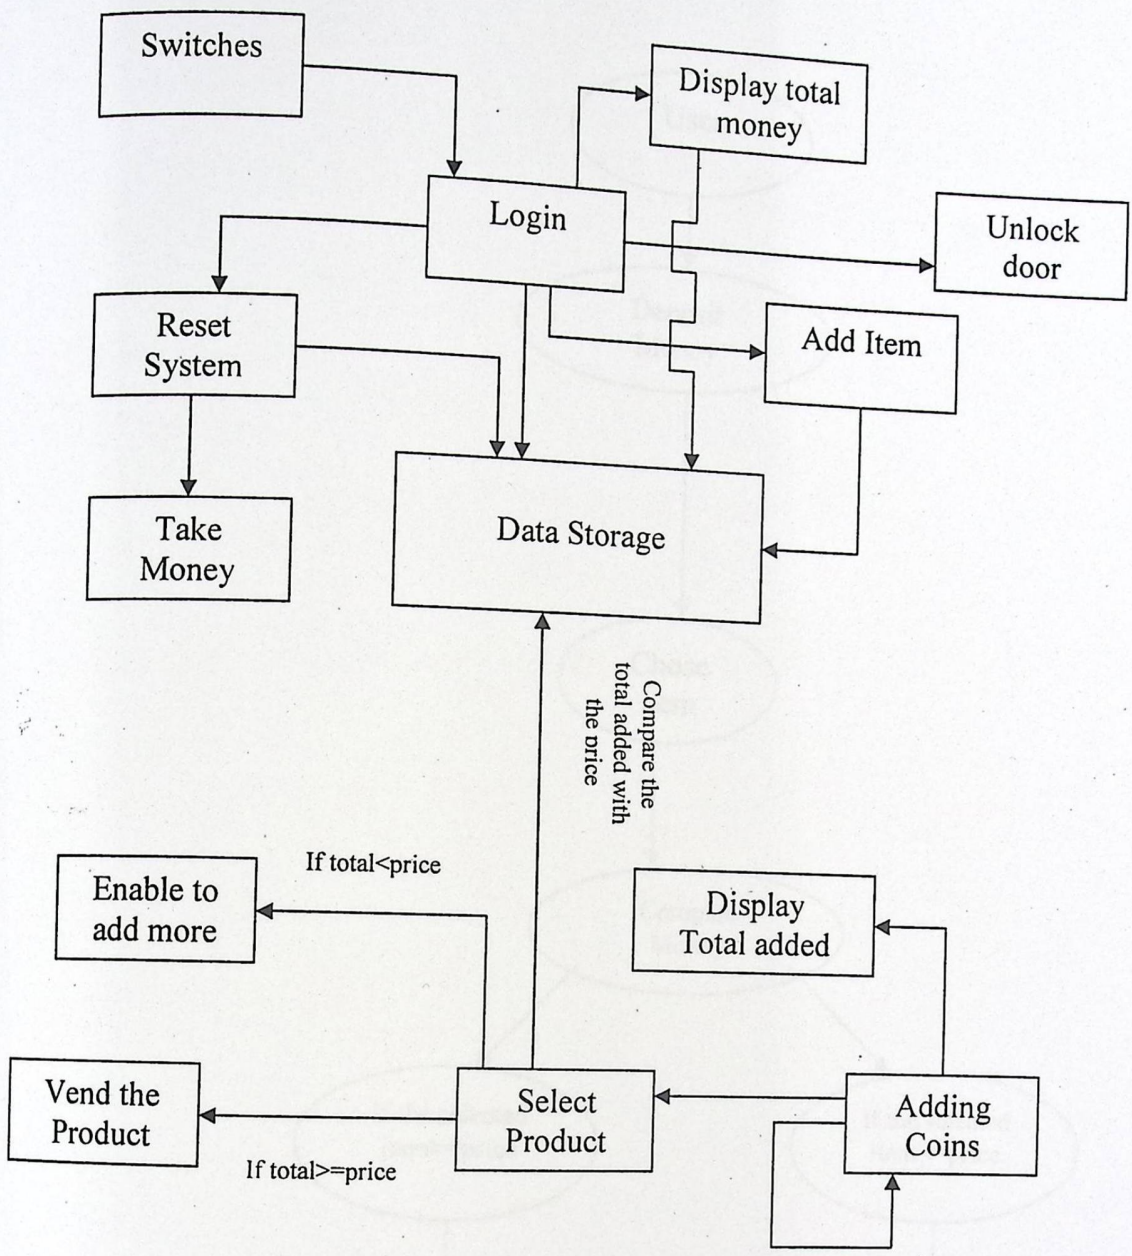 Switches
Display total
money
Login
Unlock
door
Reset
System
Add Item
Take
Money
Data Storage
Compare the
total added with
the price
If total<price
Enable to
add more
Display
Total added
Vend the
Product
Select
Product
Adding
Coins
If total>=price